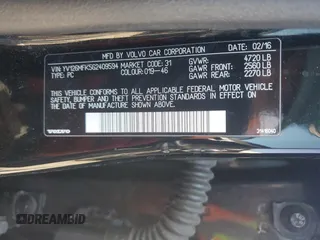 MFG BY VOLVO CAR CORPORATION DATE: 02/16
VIN: YV126MFK5G2409594 MARKET CODE: 31 GVWR: 4720 LB
TYPE: PC COLOUR: 019-46 GAWR FRONT: 2560 LB
GAWR REAR: 2270 LB
THIS VEHICLE CONFORMS TO ALL APPLICABLE FEDERAL MOTOR VEHICLE
SAFETY, BUMPER, AND THEFT PREVENTION STANDARDS IN EFFECT
ON THE DATE OF MANUFACTURE SHOWN ABOVE.
VOLVO
DREAMBID